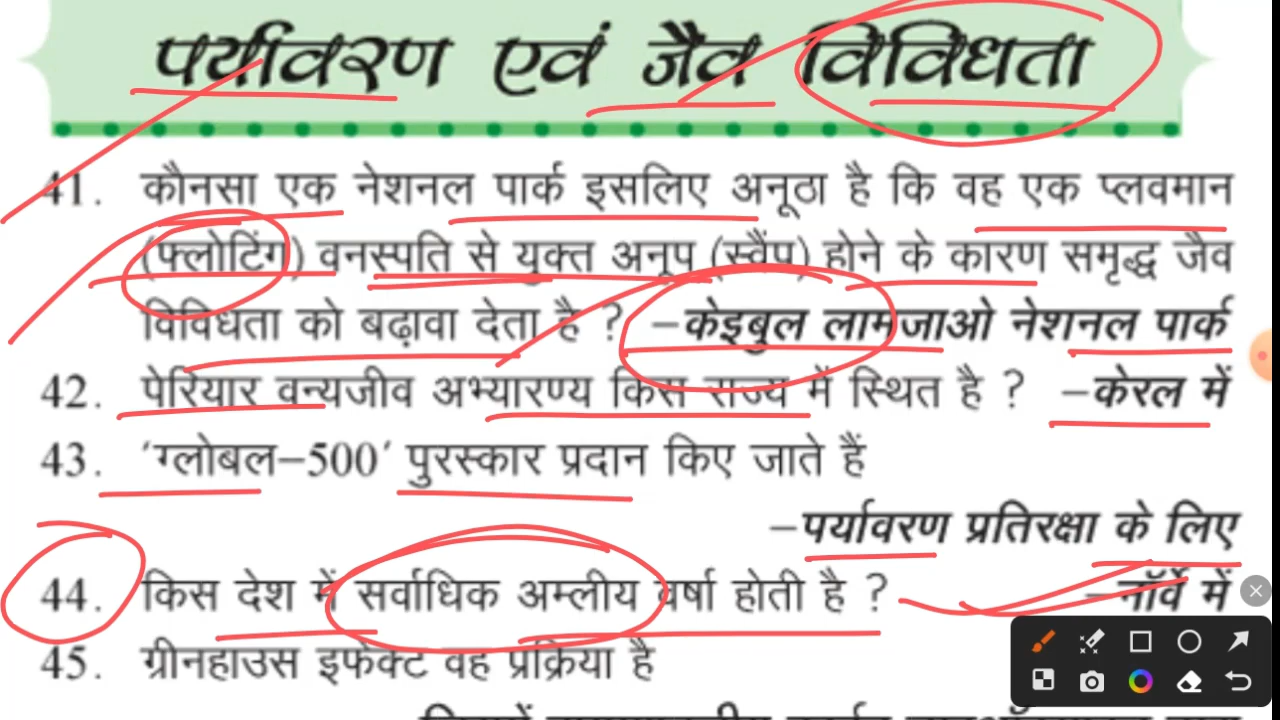 पर्यावरण एवं जैव विविधता
41. कौनसा एक नेशनल पार्क इसलिए अनूठा है कि वह एक प्लवमान
(फ्लोटिंग) वनस्पति से युक्त अनूप (स्वैंप) होने के कारण समृद्ध जैव
विविधता को बढ़ावा देता है ? –केइबुल लामजाओ नेशनल पार्क
42. पेरियार वन्यजीव अभ्यारण्य किस राज्य में स्थित है ? –केरल में
43. ‘ग्लोबल–500’ पुरस्कार प्रदान किए जाते हैं
–पर्यावरण प्रतिरक्षा के लिए
44. किस देश में सर्वाधिक अम्लीय वर्षा होती है ? –नॉर्वे में
45. ग्रीनहाउस इफेक्ट वह प्रक्रिया है